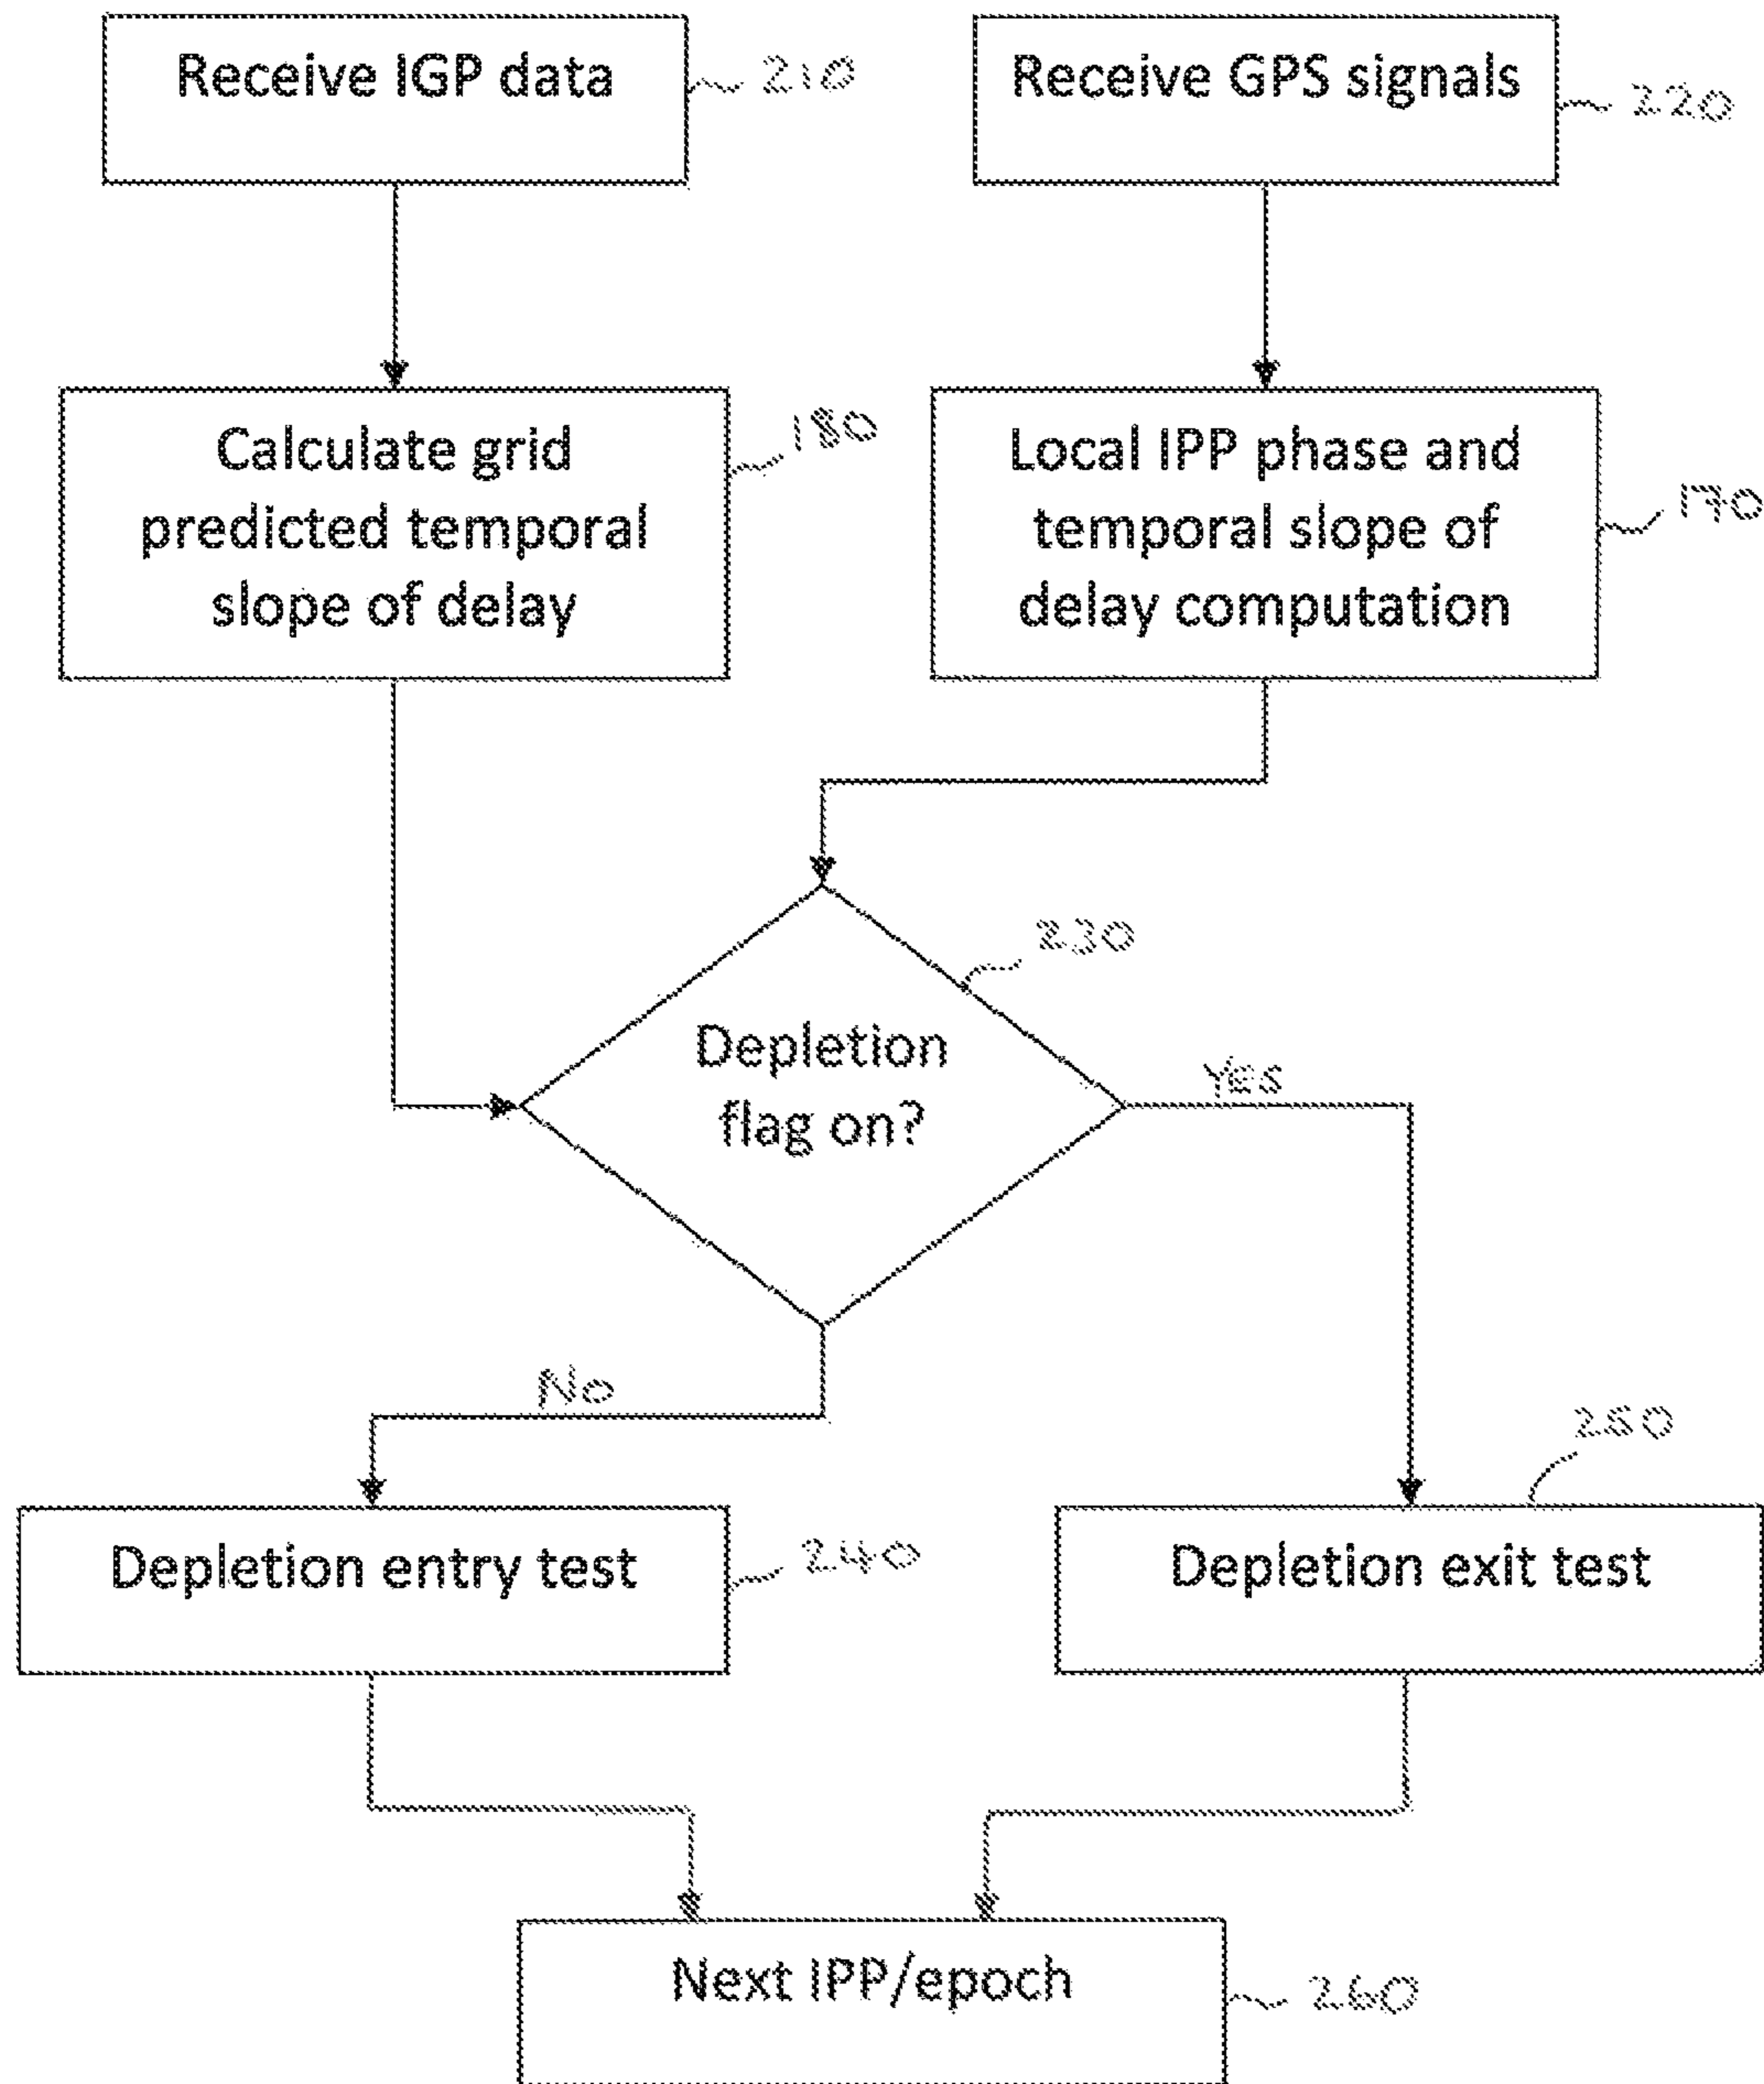 Receive IGP data
210
Receive GPS signals
220
Calculate grid
predicted temporal
slope of delay
180
Local IPP phase and
temporal slope of
delay computation
170
230
Depletion
flag on?
Yes
No
Depletion entry test
240
250
Depletion exit test
Next IPP/epoch
260